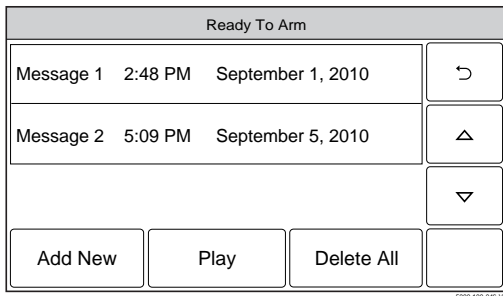 Ready To Arm
Message 1 2:48 PM September 1, 2010
Message 2 5:09 PM September 5, 2010
Add New Play Delete All